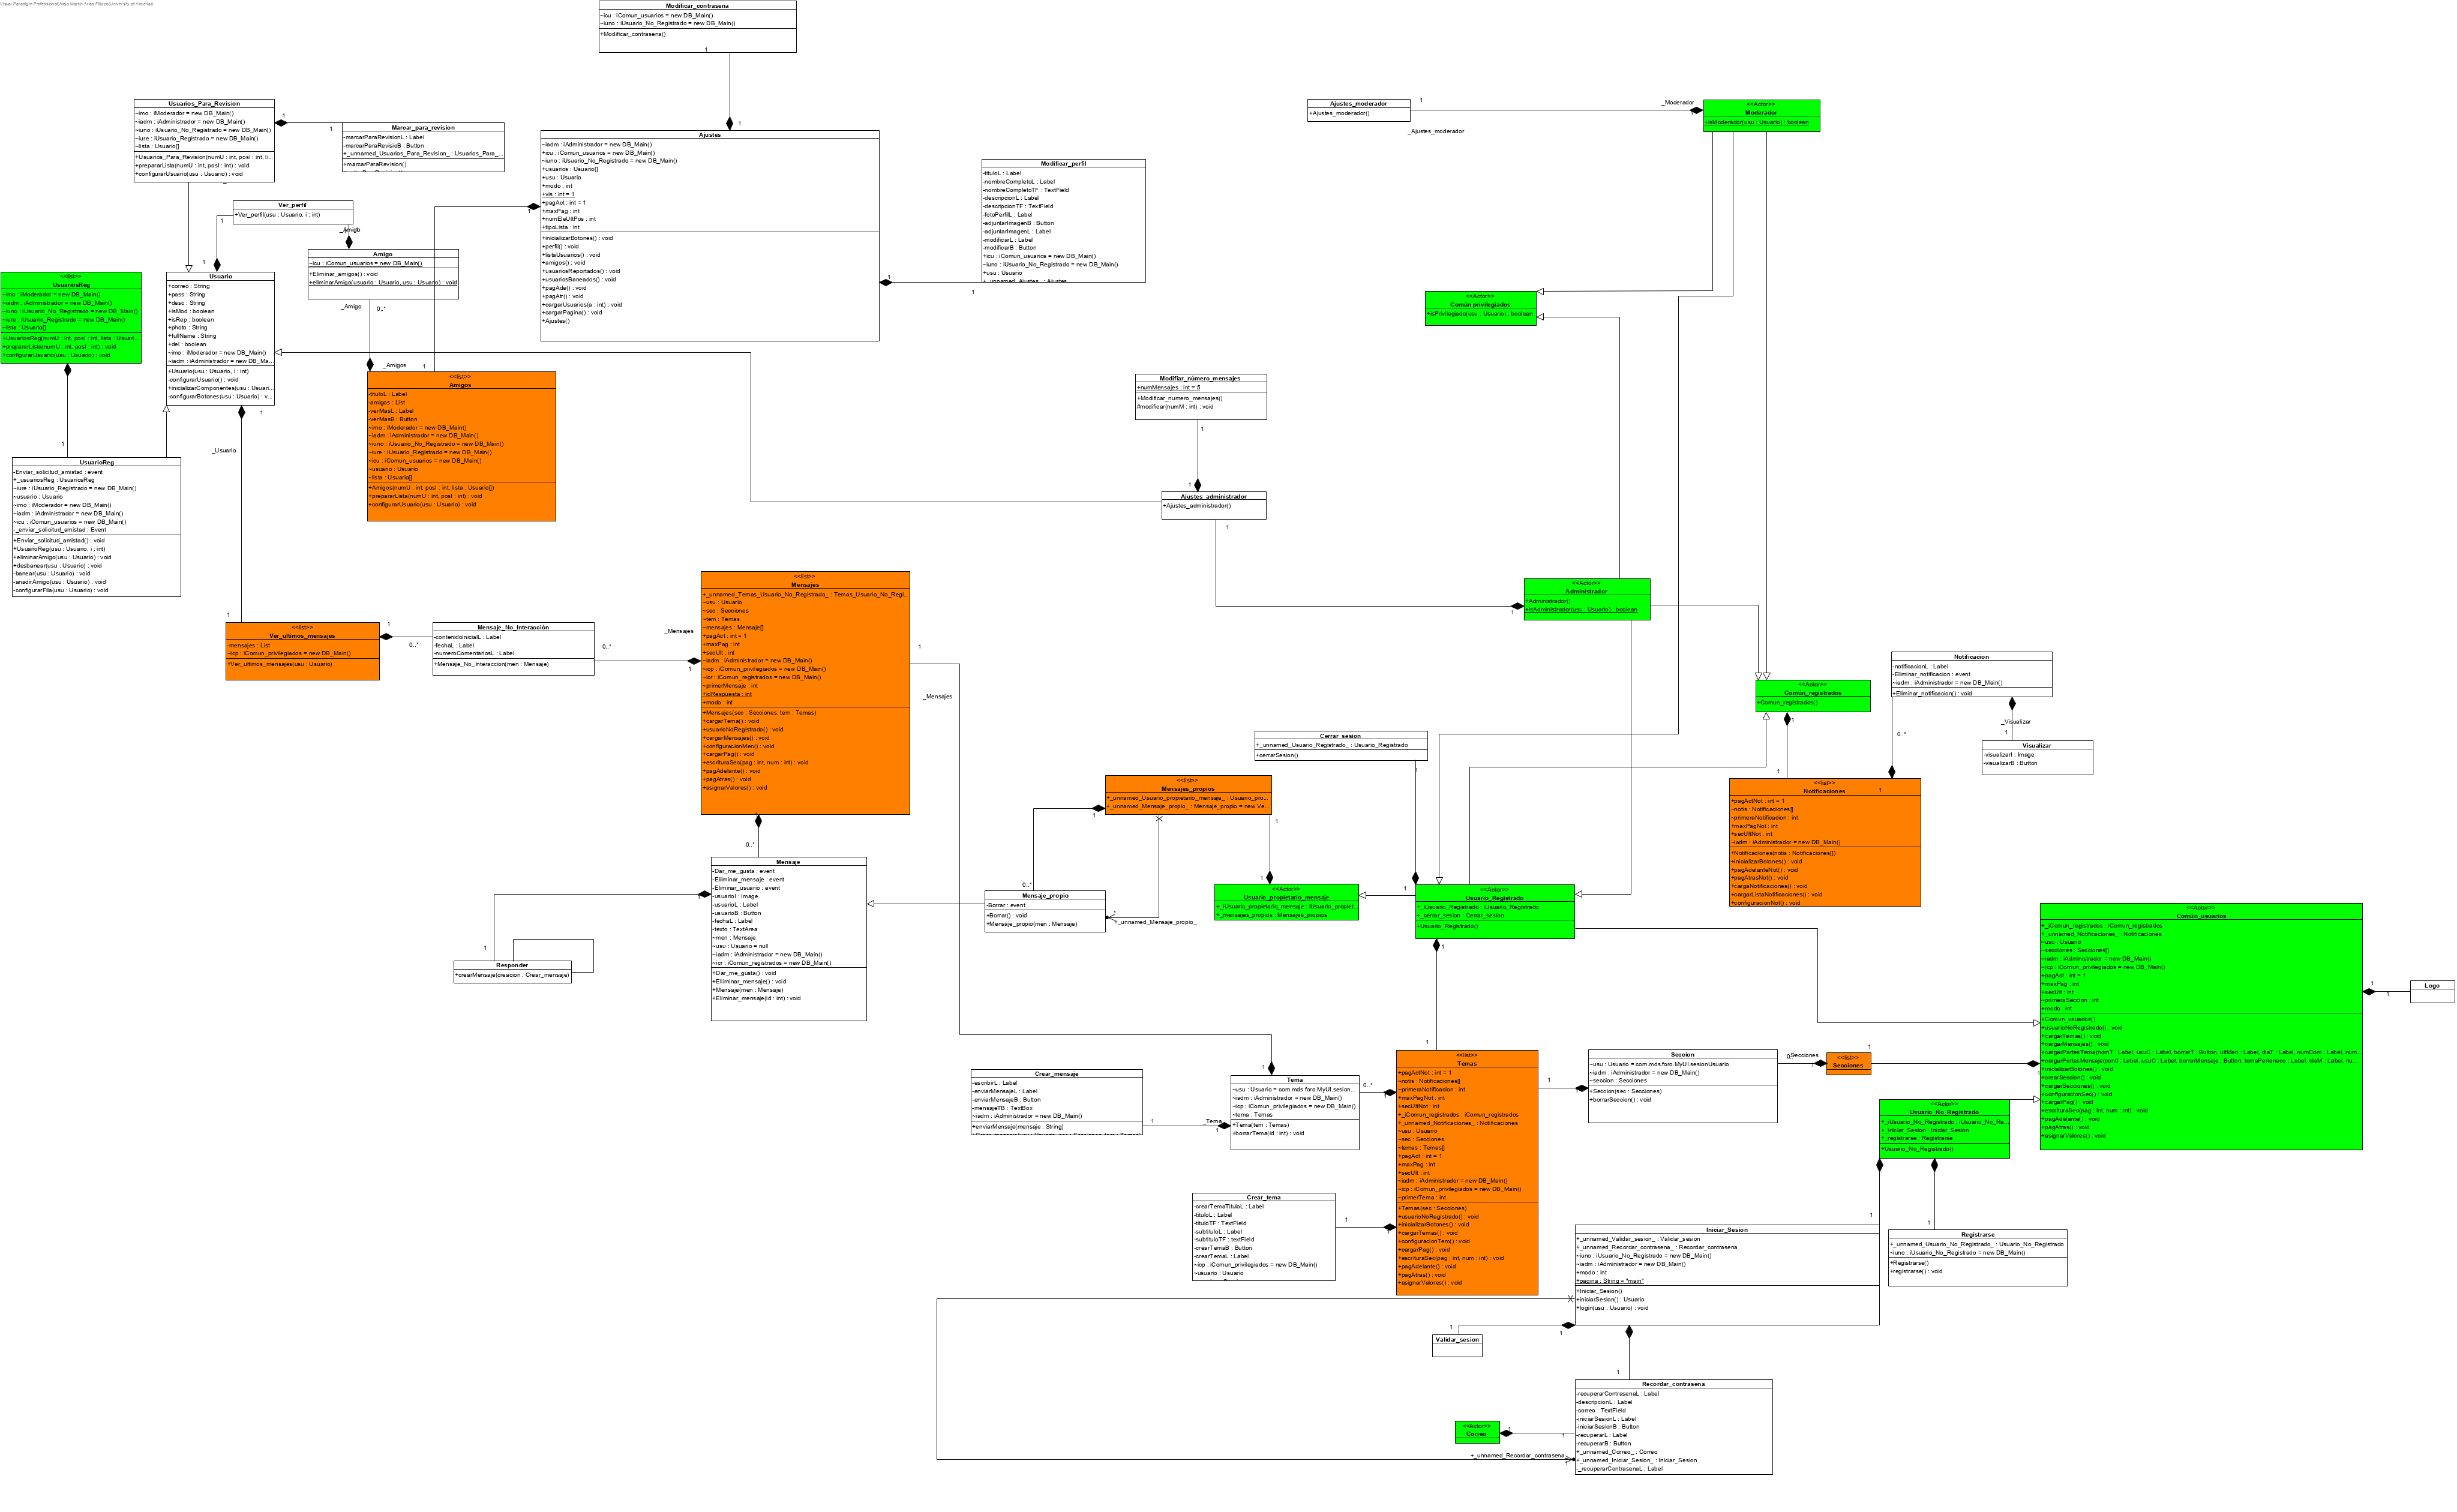 Visual Paradigm Professional(Alejo Martin Arias Filippo(University of Almeria))
Modificar_contrasena
~icu : iComun_usuarios = new DB_Main()
~iuno : iUsuario_No_Registrado = new DB_Main()
+Modificar_contrasena()
1
1
Usuarios_Para_Revision
~imo : iModerador = new DB_Main()
~iadm : iAdministrador = new DB_Main()
~iuno : iUsuario_No_Registrado = new DB_Main()
~iure : iUsuario_Registrado = new DB_Main()
~lista : Usuario[]
+Usuarios_Para_Revision(numU : int, posI : int, li...
+prepararLista(numU : int, posI : int) : void
+configurarUsuario(usu : Usuario) : void
1
1
Marcar_para_revision
-marcarParaRevisionL : Label
-marcarParaRevisioB : Button
+_unnamed_Usuarios_Para_Revision_ : Usuarios_Para_...
+marcarParaRevision()
Ajustes
~iadm : iAdministrador = new DB_Main()
+icu : iComun_usuarios = new DB_Main()
~iuno : iUsuario_No_Registrado = new DB_Main()
+usuarios : Usuario[]
+usu : Usuario
+modo : int
+vis : int = 1
+pagAct : int = 1
+maxPag : int
+numEleUltPos : int
+tipoLista : int
+inicializarBotones() : void
+perfil() : void
+listaUsuarios() : void
+amigos() : void
+usuariosReportados() : void
+usuariosBaneados() : void
+pagAde() : void
+pagAtr() : void
+cargarUsuarios(a : int) : void
+cargarPagina() : void
+Ajustes()
1
1
1
Modificar_perfil
-tituloL : Label
-nombreCompletoL : Label
-nombreCompletoTF : TextField
-descripcionL : Label
-descripcionTF : TextField
-fotoPerfilL : Label
-adjuntarImagenB : Button
-adjuntarImagenL : Label
-modificarL : Label
-modificarB : Button
+icu : iComun_usuarios = new DB_Main()
~iuno : iUsuario_No_Registrado = new DB_Main()
+usu : Usuario
+_unnamed_Ajustes_ : Ajustes
Ajustes_moderador
+Ajustes_moderador()
1
_Moderador
1
_Ajustes_moderador
<<Actor>>
Moderador
+isModerador(usu : Usuario) : boolean
Ver_perfil
+Ver_perfil(usu : Usuario, i : int)
1
1
_Amigo
Amigo
~icu : iComun_usuarios = new DB_Main()
+Eliminar_amigos() : void
+eliminarAmigo(usuario : Usuario, usu : Usuario) : void
_Amigo
0..*
_Amigos
1
<<list>>
UsuariosReg
~imo : iModerador = new DB_Main()
~iadm : iAdministrador = new DB_Main()
~iuno : iUsuario_No_Registrado = new DB_Main()
~iure : iUsuario_Registrado = new DB_Main()
~lista : Usuario[]
+UsuariosReg(numU : int, posI : int, lista : Usuari...
+prepararLista(numU : int, posI : int) : void
+configurarUsuario(usu : Usuario) : void
1
Usuario
+correo : String
+pass : String
+desc : String
+isMod : boolean
+isRep : boolean
+photo : String
+fullName : String
+del : boolean
~imo : iModerador = new DB_Main()
~iadm : iAdministrador = new DB_Ma...
+Usuario(usu : Usuario, i : int)
-configurarUsuario() : void
+inicializarComponentes(usu : Usuari...
-configurarBotones(usu : Usuario) : v...
1
_Usuario
1
<<list>>
Amigos
-tituloL : Label
-amigos : List
-verMasL : Label
-verMasB : Button
~imo : iModerador = new DB_Main()
~iadm : iAdministrador = new DB_Main()
~iuno : iUsuario_No_Registrado = new DB_Main()
~iure : iUsuario_Registrado = new DB_Main()
~icu : iComun_usuarios = new DB_Main()
~usuario : Usuario
~lista : Usuario[]
+Amigos(numU : int, posI : int, lista : Usuario[])
+prepararLista(numU : int, posI : int) : void
+configurarUsuario(usu : Usuario) : void
UsuarioReg
-Enviar_solicitud_amistad : event
+_usuariosReg : UsuariosReg
~iure : iUsuario_Registrado = new DB_Main()
~usuario : Usuario
~imo : iModerador = new DB_Main()
~iadm : iAdministrador = new DB_Main()
~icu : iComun_usuarios = new DB_Main()
-_enviar_solicitud_amistad : Event
+Enviar_solicitud_amistad() : void
+UsuarioReg(usu : Usuario, i : int)
+eliminarAmigo(usu : Usuario) : void
+desbanear(usu : Usuario) : void
-banear(usu : Usuario) : void
-anadirAmigo(usu : Usuario) : void
-configurarFila(usu : Usuario) : void
<<Actor>>
Común privilegiados
+isPrivilegiado(usu : Usuario) : boolean
Modifiar_número_mensajes
+numMensajes : int = 5
+Modificar_numero_mensajes()
#modificar(numM : int) : void
1
1
Ajustes_administrador
+Ajustes_administrador()
1
<<Actor>>
Administrador
+Administrador()
+isAdministrador(usu : Usuario) : boolean
1
<<list>>
Ver_ultimos_mensajes
-mensajes : List
~icp : iComun_privilegiados = new DB_Main()
+Ver_ultimos_mensajes(usu : Usuario)
1
0..*
Mensaje_No_Interacción
-contenidoInicialL : Label
-fechaL : Label
-numeroComentariosL : Label
+Mensaje_No_Interaccion(men : Mensaje)
0..*
_Mensajes
1
<<list>>
Mensajes
+_unnamed_Temas_Usuario_No_Registrado_ : Temas_Usuario_No_Regi...
~usu : Usuario
~sec : Secciones
~tem : Temas
~mensajes : Mensaje[]
+pagAct : int = 1
+maxPag : int
+secUlt : int
~iadm : iAdministrador = new DB_Main()
~icp : iComun_privilegiados = new DB_Main()
~icr : iComun_registrados = new DB_Main()
~primerMensaje : int
+idRespuesta : int
+modo : int
+Mensajes(sec : Secciones, tem : Temas)
+cargarTema() : void
+usuarioNoRegistrado() : void
+cargarMensajes() : void
+configuracionMen() : void
+cargarPag() : void
+escrituraSec(pag : int, num : int) : void
+pagAdelante() : void
+pagAtras() : void
+asignarValores() : void
1
_Mensajes
0..*
Notificacion
-notificacionL : Label
-Eliminar_notificacion : event
~iadm : iAdministrador = new DB_Main()
+Eliminar_notificacion() : void
_Visualizar
0..*
1
Visualizar
-visualizarI : Image
-visualizarB : Button
<<Actor>>
Común_registrados
+Comun_registrados()
1
1
<<list>>
Notificaciones
1
+pagActNot : int = 1
~notis : Notificaciones[]
~primeraNotificacion : int
+maxPagNot : int
+secUltNot : int
~iadm : iAdministrador = new DB_Main()
+Notificaciones(notis : Notificaciones[])
+inicializarBotones() : void
+pagAdelanteNot() : void
+pagAtrasNot() : void
+cargaNotificaciones() : void
+cargarListaNotificaciones() : void
+configuracionNot() : void
Cerrar_sesion
+_unnamed_Usuario_Registrado_ : Usuario_Registrado
+cerrarSesion()
1
<<list>>
Mensajes_propios
+_unnamed_Usuario_propietario_mensaje_ : Usuario_pro...
+_unnamed_Mensaje_propio_ : Mensaje_propio = new Ve...
1
1
0..*
1
Mensaje
-Dar_me_gusta : event
-Eliminar_mensaje : event
-Eliminar_usuario : event
-usuarioI : Image
-usuarioL : Label
-usuarioB : Button
-fechaL : Label
-texto : TextArea
~men : Mensaje
~usu : Usuario = null
~iadm : iAdministrador = new DB_Main()
~icr : iComun_registrados = new DB_Main()
+Dar_me_gusta() : void
+Eliminar_mensaje() : void
+Mensaje(men : Mensaje)
+Eliminar_mensaje(id : int) : void
1
1
Responder
+crearMensaje(creacion : Crear_mensaje)
Mensaje_propio
-Borrar : event
+Borrar() : void
+Mensaje_propio(men : Mensaje)
+_unnamed_Mensaje_propio_
<<Actor>>
Usuario_propietario_mensaje
+_iUsuario_propietario_mensaje : iUsuario_propiet...
+_mensajes_propios : Mensajes_propios
1
<<Actor>>
Usuario_Registrado
+_iUsuario_Registrado : iUsuario_Registrado
+_cerrar_sesion : Cerrar_sesion
+Usuario_Registrado()
1
1
<<Actor>>
Común_usuarios
+_iComun_registrados : iComun_registrados
+_unnamed_Notificaciones_ : Notificaciones
~usu : Usuario
~secciones : Secciones[]
~iadm : iAdministrador = new DB_Main()
~icp : iComun_privilegiados = new DB_Main()
+pagAct : int = 1
+maxPag : int
+secUlt : int
+primeraSeccion : int
+modo : int
+Comun_usuarios()
+usuarioNoRegistrado() : void
+cargarTemas() : void
+cargarMensajes() : void
+cargarPartesTema(nomT : Label, usuC : Label, borrarT : Button, ultMen : Label, diaT : Label, numCom : Label, num...
+cargarPartesMensaje(contI : Label, usuC : Label, borrarMensaje : Button, temaPertenece : Label, diaM : Label, nu...
+inicializarBotones() : void
+crearSeccion() : void
+cargarSecciones() : void
+configuracionSec() : void
+cargarPag() : void
+escrituraSec(pag : int, num : int) : void
+pagAdelante() : void
+pagAtras() : void
+asignarValores() : void
1
1
Logo
Crear_mensaje
-escribirL : Label
-enviarMensajeL : Label
-enviarMensajeB : Button
-mensajeTB : TextBox
~iadm : iAdministrador = new DB_Main()
+enviarMensaje(mensaje : String)
1
_Tema
1
1
Tema
~usu : Usuario = com.mds.foro.MyUI.sesion...
~iadm : iAdministrador = new DB_Main()
~icp : iComun_privilegiados = new DB_Main()
~tema : Temas
+Tema(tem : Temas)
+borrarTema(id : int) : void
0..*
<<list>>
Temas
+pagActNot : int = 1
~notis : Notificaciones[]
~primeraNotificacion : int
+maxPagNot : int
+secUltNot : int
+_iComun_registrados : iComun_registrados
+_unnamed_Notificaciones_ : Notificaciones
~usu : Usuario
~sec : Secciones
~temas : Temas[]
+pagAct : int = 1
+maxPag : int
+secUlt : int
~iadm : iAdministrador = new DB_Main()
~icp : iComun_privilegiados = new DB_Main()
~primerTema : int
+Temas(sec : Secciones)
+usuarioNoRegistrado() : void
+inicializarBotones() : void
+cargarTemas() : void
+configuracionTem() : void
+cargarPag() : void
+escrituraSec(pag : int, num : int) : void
+pagAdelante() : void
+pagAtras() : void
+asignarValores() : void
1
Seccion
~usu : Usuario = com.mds.foro.MyUI.sesionUsuario
~iadm : iAdministrador = new DB_Main()
~seccion : Secciones
+Seccion(sec : Secciones)
+borrarSeccion() : void
_Secciones
1
<<list>>
Secciones
1
<<Actor>>
Usuario_No_Registrado
+_iUsuario_No_Registrado : iUsuario_No_Re...
+_iniciar_Sesion : Iniciar_Sesion
+_registrarse : Registrarse
+Usuario_No_Registrado()
1
1
Crear_tema
-crearTemaTituloL : Label
-tituloL : Label
-tituloTF : TextField
-subtituloL : Label
-subtituloTF : textField
-crearTemaB : Button
-crearTemaL : Label
~icp : iComun_privilegiados = new DB_Main()
~usuario : Usuario
1
Iniciar_Sesion
+_unnamed_Validar_sesion_ : Validar_sesion
+_unnamed_Recordar_contrasena_ : Recordar_contrasena
~iuno : iUsuario_No_Registrado = new DB_Main()
~iadm : iAdministrador = new DB_Main()
+modo : int
+pagina : String = "main"
+Iniciar_Sesion()
+iniciarSesion() : Usuario
+login(usu : Usuario) : void
Registrarse
+_unnamed_Usuario_No_Registrado_ : Usuario_No_Registrado
~iuno : iUsuario_No_Registrado = new DB_Main()
+Registrarse()
+registrarse() : void
1
1
Validar_sesion
1
Recordar_contrasena
-recuperarContrasenaL : Label
-descripcionL : Label
-correo : TextField
-iniciarSesionL : Label
-iniciarSesionB : Button
-recuperarL : Label
-recuperarB : Button
+_unnamed_Correo_ : Correo
+_unnamed_Iniciar_Sesion_ : Iniciar_Sesion
-_recuperarContrasenaL : Label
<<Actor>>
Correo
1
1
+_unnamed_Recordar_contrasena_
1